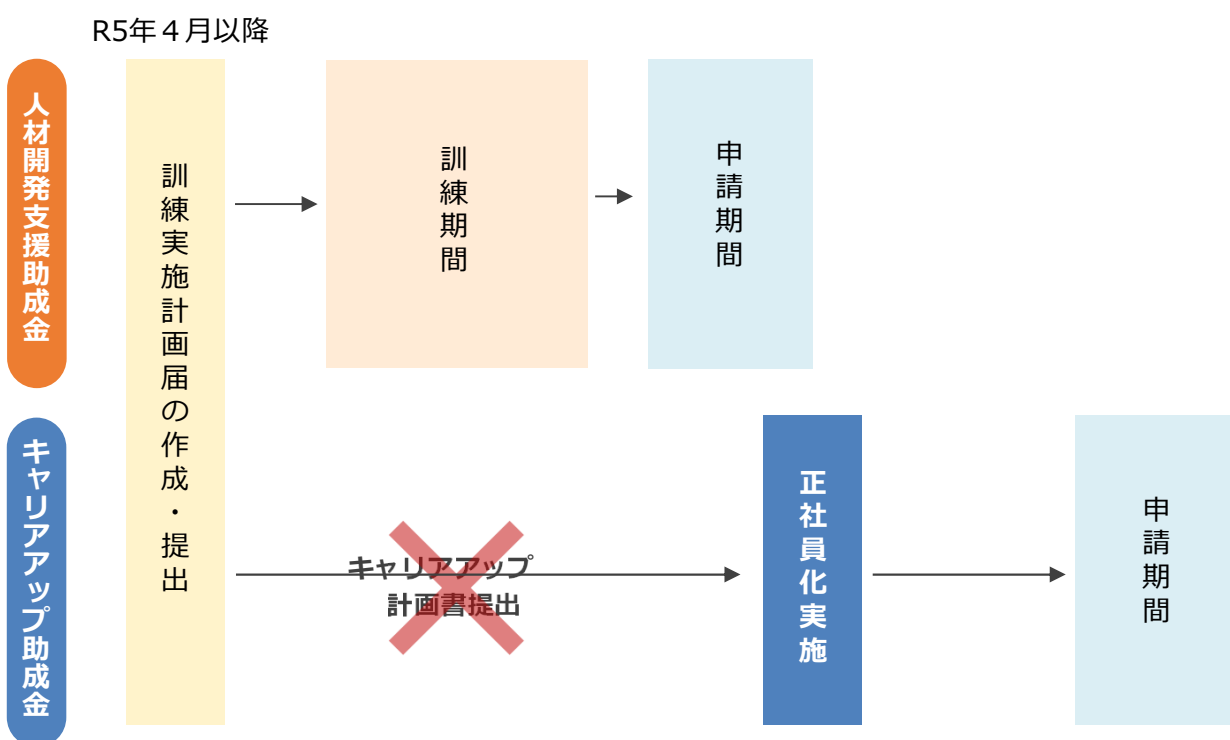 R5年４月以降
人材開発支援助成金
訓練実施計画届の作成・提出
訓練期間
申請期間
キャリアアップ助成金
キャリアアップ
計画書提出
正社員化実施
申請期間